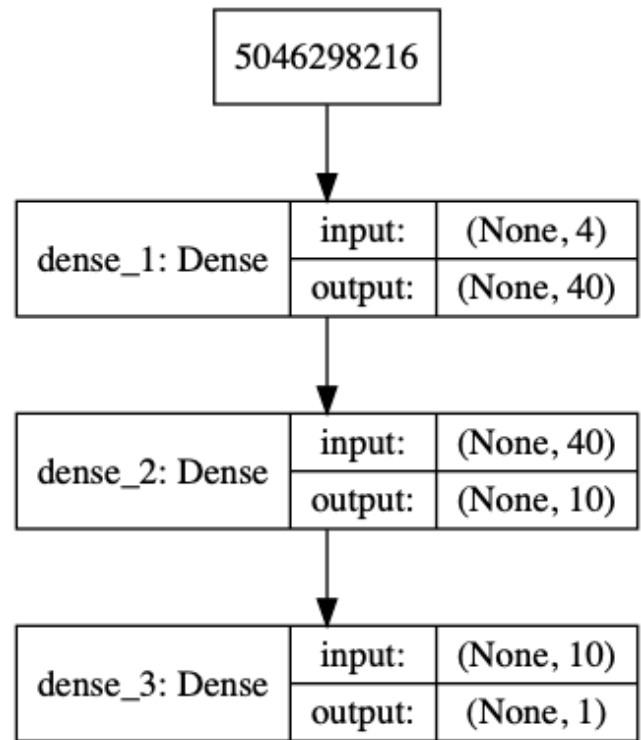 5046298216
dense_1: Dense
input:
(None, 4)
output:
(None, 40)
dense_2: Dense
input:
(None, 40)
output:
(None, 10)
dense_3: Dense
input:
(None, 10)
output:
(None, 1)